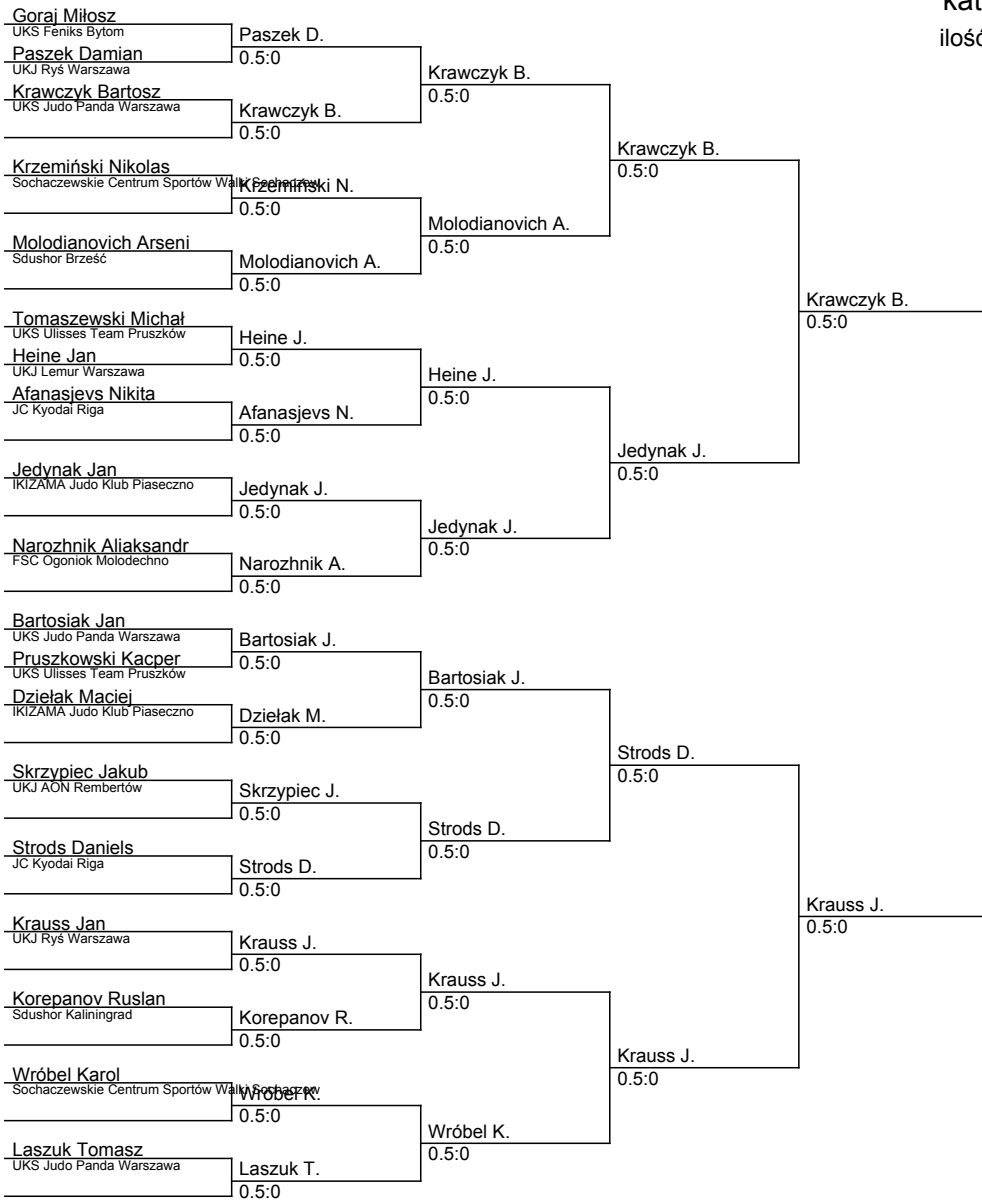 kat
ilość
Goraj Miłosz
UKS Feniks Bytom
Paszek Damian
UKJ Ryś Warszawa
Krawczyk Bartosz
UKS Judo Panda Warszawa
Krzemiński Nikolas
Sochaczewskie Centrum Sportów Walki Sochaczew
Molodianovich Arseni
Sdushor Brześć
Tomaszewski Michał
UKS Ulisses Team Pruszków
Heine Jan
UKJ Lemur Warszawa
Afanasjevs Nikita
JC Kyodai Riga
Jedynak Jan
IKIZAMA Judo Klub Piaseczno
Narozhnik Aliaksandr
FSC Ogoniok Molodechno
Bartosiak Jan
UKS Judo Panda Warszawa
Pruszkowski Kacper
UKS Ulisses Team Pruszków
Dziełak Maciej
IKIZAMA Judo Klub Piaseczno
Skrzypiec Jakub
UKJ AON Rembertów
Strods Daniels
JC Kyodai Riga
Krauss Jan
UKJ Ryś Warszawa
Korepanov Ruslan
Sdushor Kaliningrad
Wróbel Karol
Sochaczewskie Centrum Sportów Walki Sochaczew
Laszuk Tomasz
UKS Judo Panda Warszawa
Paszek D.
0.5:0
Krawczyk B.
0.5:0
Krzemiński N.
0.5:0
Molodianovich A.
0.5:0
Heine J.
0.5:0
Afanasjevs N.
0.5:0
Jedynak J.
0.5:0
Narozhnik A.
0.5:0
Bartosiak J.
0.5:0
Dziełak M.
0.5:0
Skrzypiec J.
0.5:0
Strods D.
0.5:0
Krauss J.
0.5:0
Korepanov R.
0.5:0
Wróbel K.
0.5:0
Laszuk T.
0.5:0
Krawczyk B.
0.5:0
Molodianovich A.
0.5:0
Heine J.
0.5:0
Jedynak J.
0.5:0
Bartosiak J.
0.5:0
Strods D.
0.5:0
Krauss J.
0.5:0
Wróbel K.
0.5:0
Krawczyk B.
0.5:0
Jedynak J.
0.5:0
Strods D.
0.5:0
Krauss J.
0.5:0
Krawczyk B.
0.5:0
Krauss J.
0.5:0